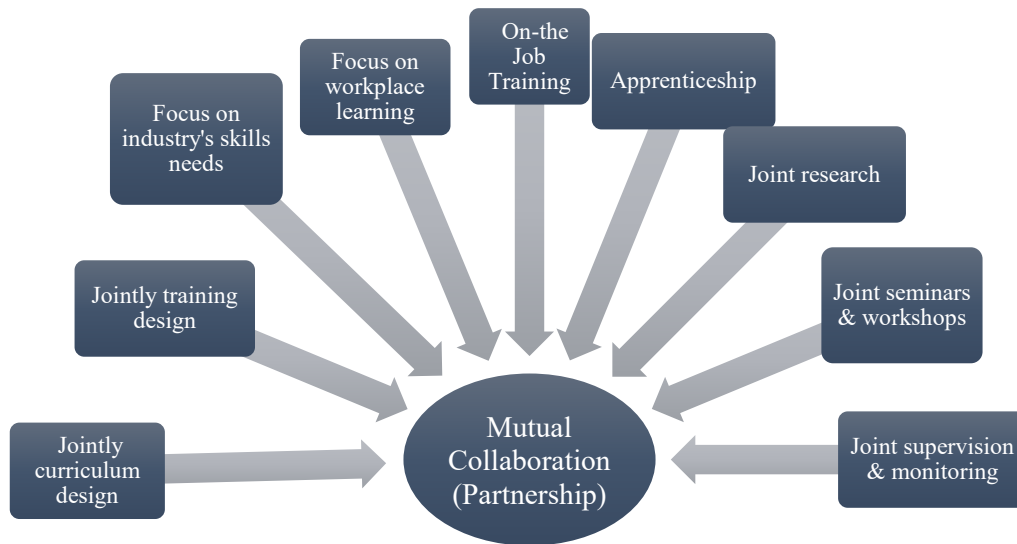 On-the
Job
Training
Apprenticeship
Focus on
workplace
learning
Focus on
industry's skills
needs
Joint research
Jointly training
design
Joint seminars
& workshops
Mutual
Collaboration
(Partnership)
Jointly
curriculum
design
Joint supervision
& monitoring